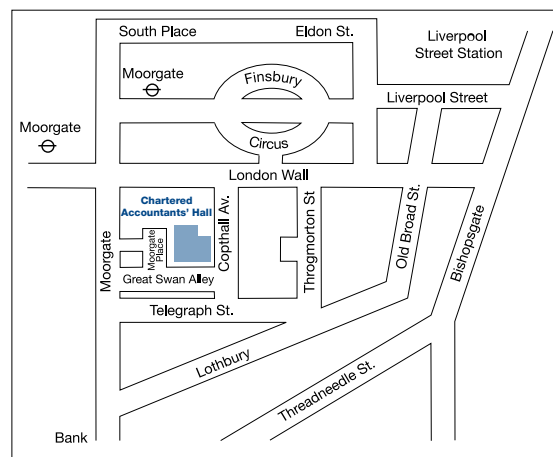 South Place
Eldon St.
Liverpool
Street Station
Moorgate
Finsbury
Liverpool Street
Moorgate
Circus
London Wall
Chartered
Accountants' Hall
Moorgate
Place
Copthall Av.
Throgmorton St
Old Broad St.
Bishopsgate
Moorgate
Great Swan Alley
Telegraph St.
Lothbury
Threadneedle St.
Bank